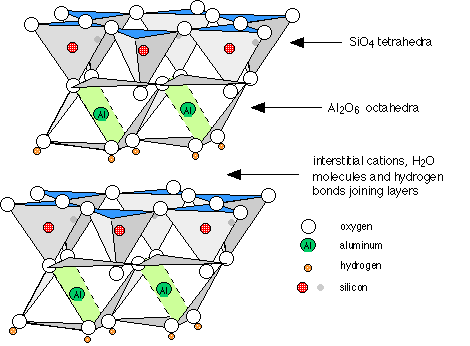 SiO4 tetrahedra
Al
Al
Al2O6 octahedra
interstitial cations, H2O
molecules and hydrogen
bonds joining layers
oxygen
Al aluminum
hydrogen
silicon
Al
Al